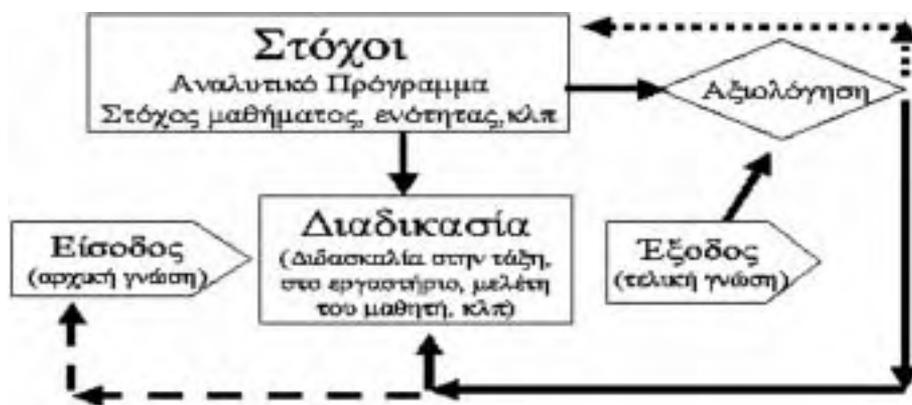 Στόχοι
Αναλυτικό Πρόγραμμα
Στόχος μαθήματος, ενότητας,κλπ
Αξιολόγηση
Είσοδος
(αρχική γνώση)
Διαδικασία
(Διδασκαλία στην τάξη,
στο εργαστήριο, μελέτη
του μαθητή, κλπ)
Έξοδος
(τελική γνώση)